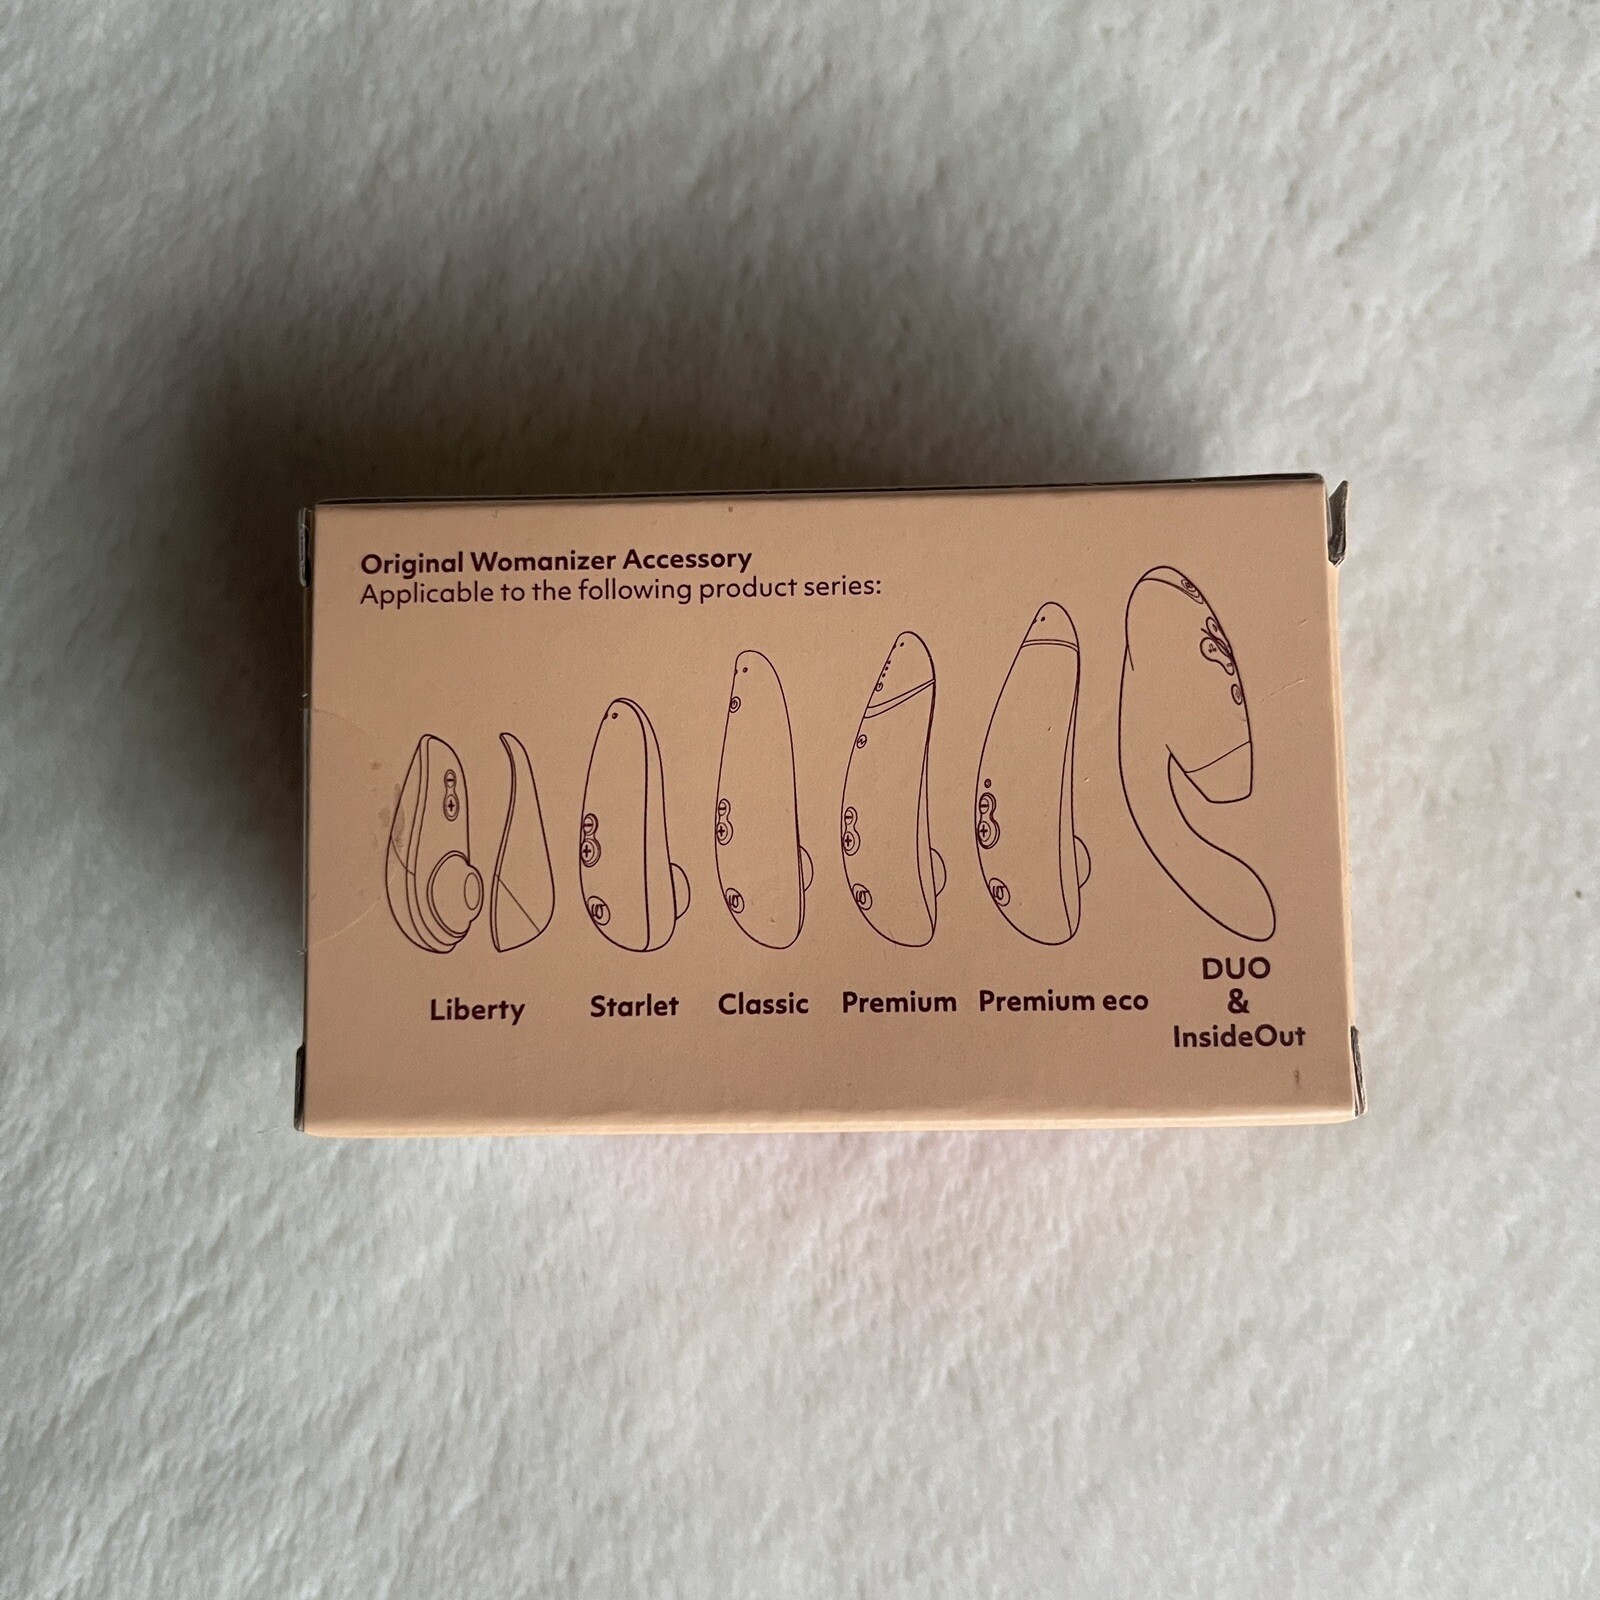 Original Womanizer Accessory
Applicable to the following product series:
Liberty
Starlet
Classic
Premium
Premium eco
DUO
&
InsideOut